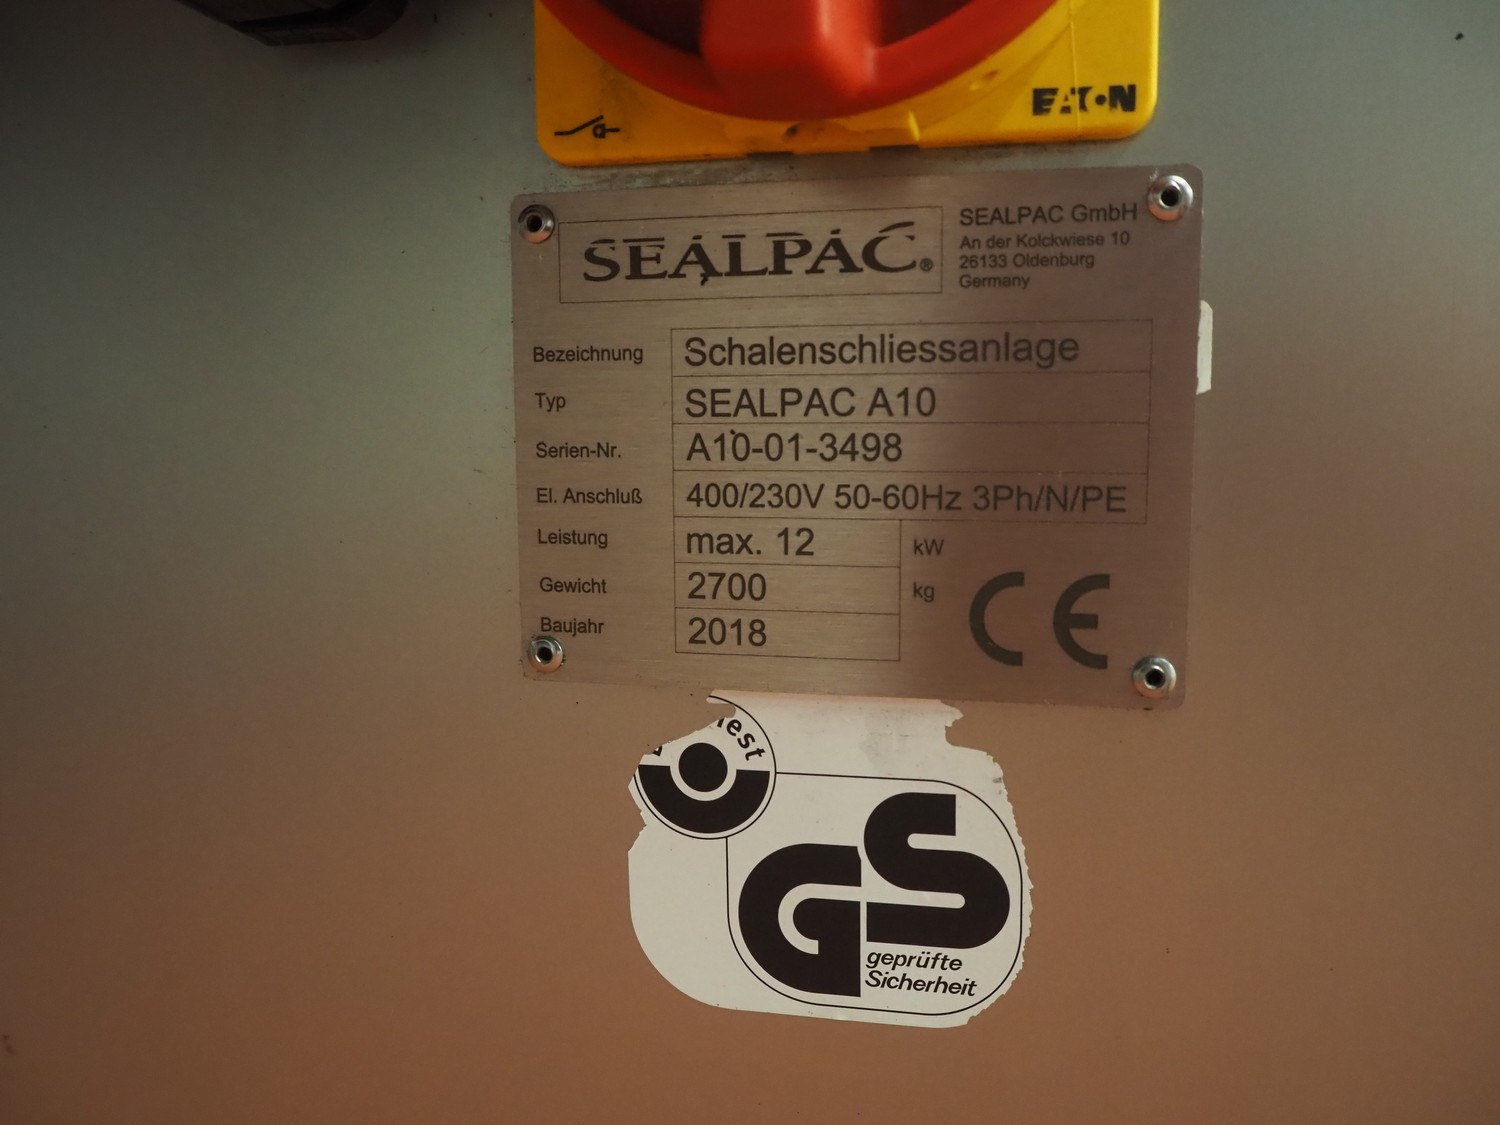 EATON
SEALPAC®
SEALPAC GmbH
An der Kolckwiese 10
26133 Oldenburg
Germany
Bezeichnung Schalenschliessanlage
Typ SEALPAC A10
Serien-Nr. A10-01-3498
El. Anschluß 400/230V 50-60Hz 3Ph/N/PE
Leistung max. 12 kW
Gewicht 2700 kg
Baujahr 2018
CE
GS
geprüfte
Sicherheit